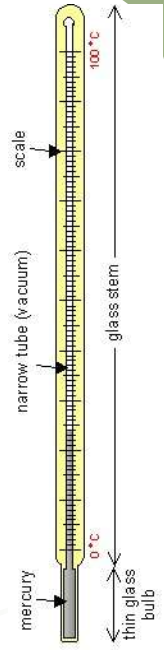 100°C
scale
glass stem
narrow tube (vacuum)
0°C
mercury
thin glass
bulb